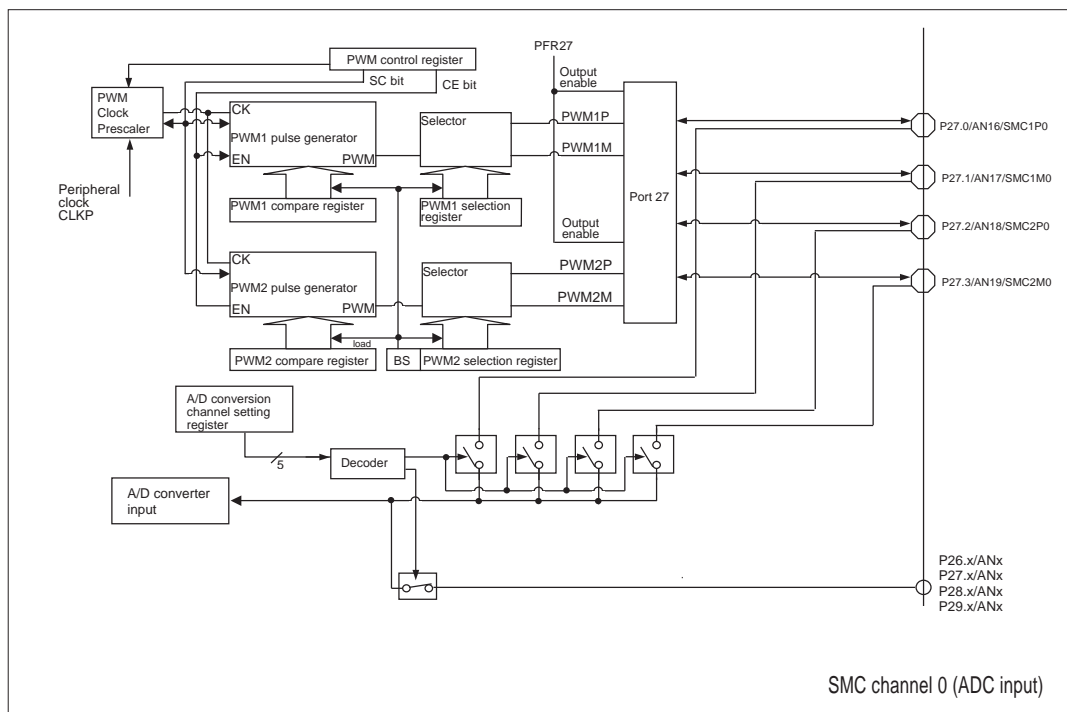 PWM control register
SC bit
CE bit
PWM
Clock
Prescaler
Peripheral
clock
CLKP
CK
PWM1 pulse generator
EN
PWM
Selector
PWM1 compare register
PWM1 selection
register
PFR27
Output
enable
PWM1P
PWM1M
Port 27
Output
enable
P27.0/AN16/SMC1P0
P27.1/AN17/SMC1M0
P27.2/AN18/SMC2P0
P27.3/AN19/SMC2M0
CK
PWM2 pulse generator
EN
PWM
Selector
PWM2P
PWM2M
load
PWM2 compare register
BS
PWM2 selection register
A/D conversion
channel setting
register
5
Decoder
A/D converter
input
P26.x/ANx
P27.x/ANx
P28.x/ANx
P29.x/ANx
SMC channel 0 (ADC input)